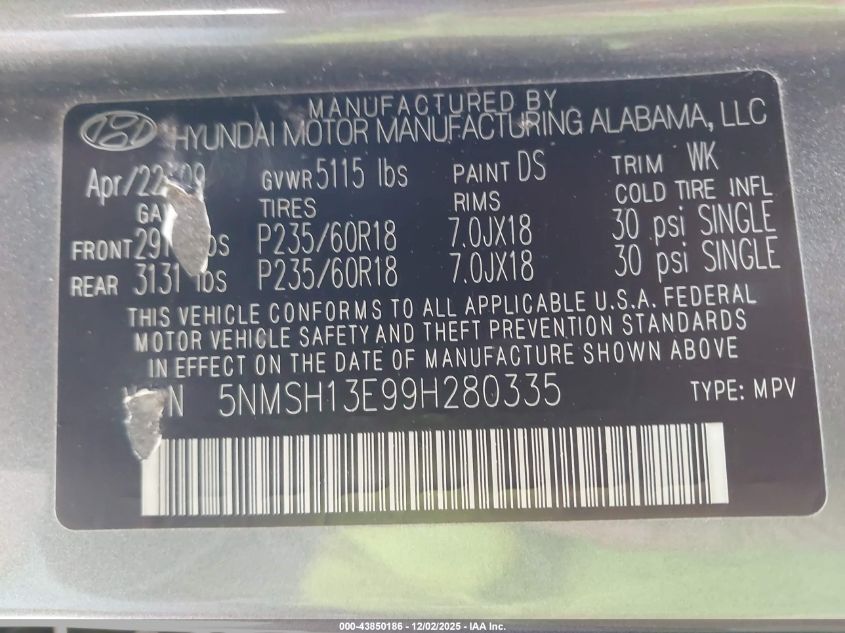 MANUFACTURED BY
HYUNDAI MOTOR MANUFACTURING ALABAMA, LLC
Apr/22 09 GVWR 5115 lbs PAINT DS TRIM WK
TIRES RIMS COLD TIRE INFL
FRONT P235/60R18 7.0JX18 30 psi SINGLE
REAR 3131 lbs P235/60R18 7.0JX18 30 psi SINGLE
THIS VEHICLE CONFORMS TO ALL APPLICABLE U.S.A. FEDERAL
MOTOR VEHICLE SAFETY AND THEFT PREVENTION STANDARDS
IN EFFECT ON THE DATE OF MANUFACTURE SHOWN ABOVE
5NMSH13E99H280335 TYPE: MPV
000-43850186 - 12/02/2025 - IAA Inc.